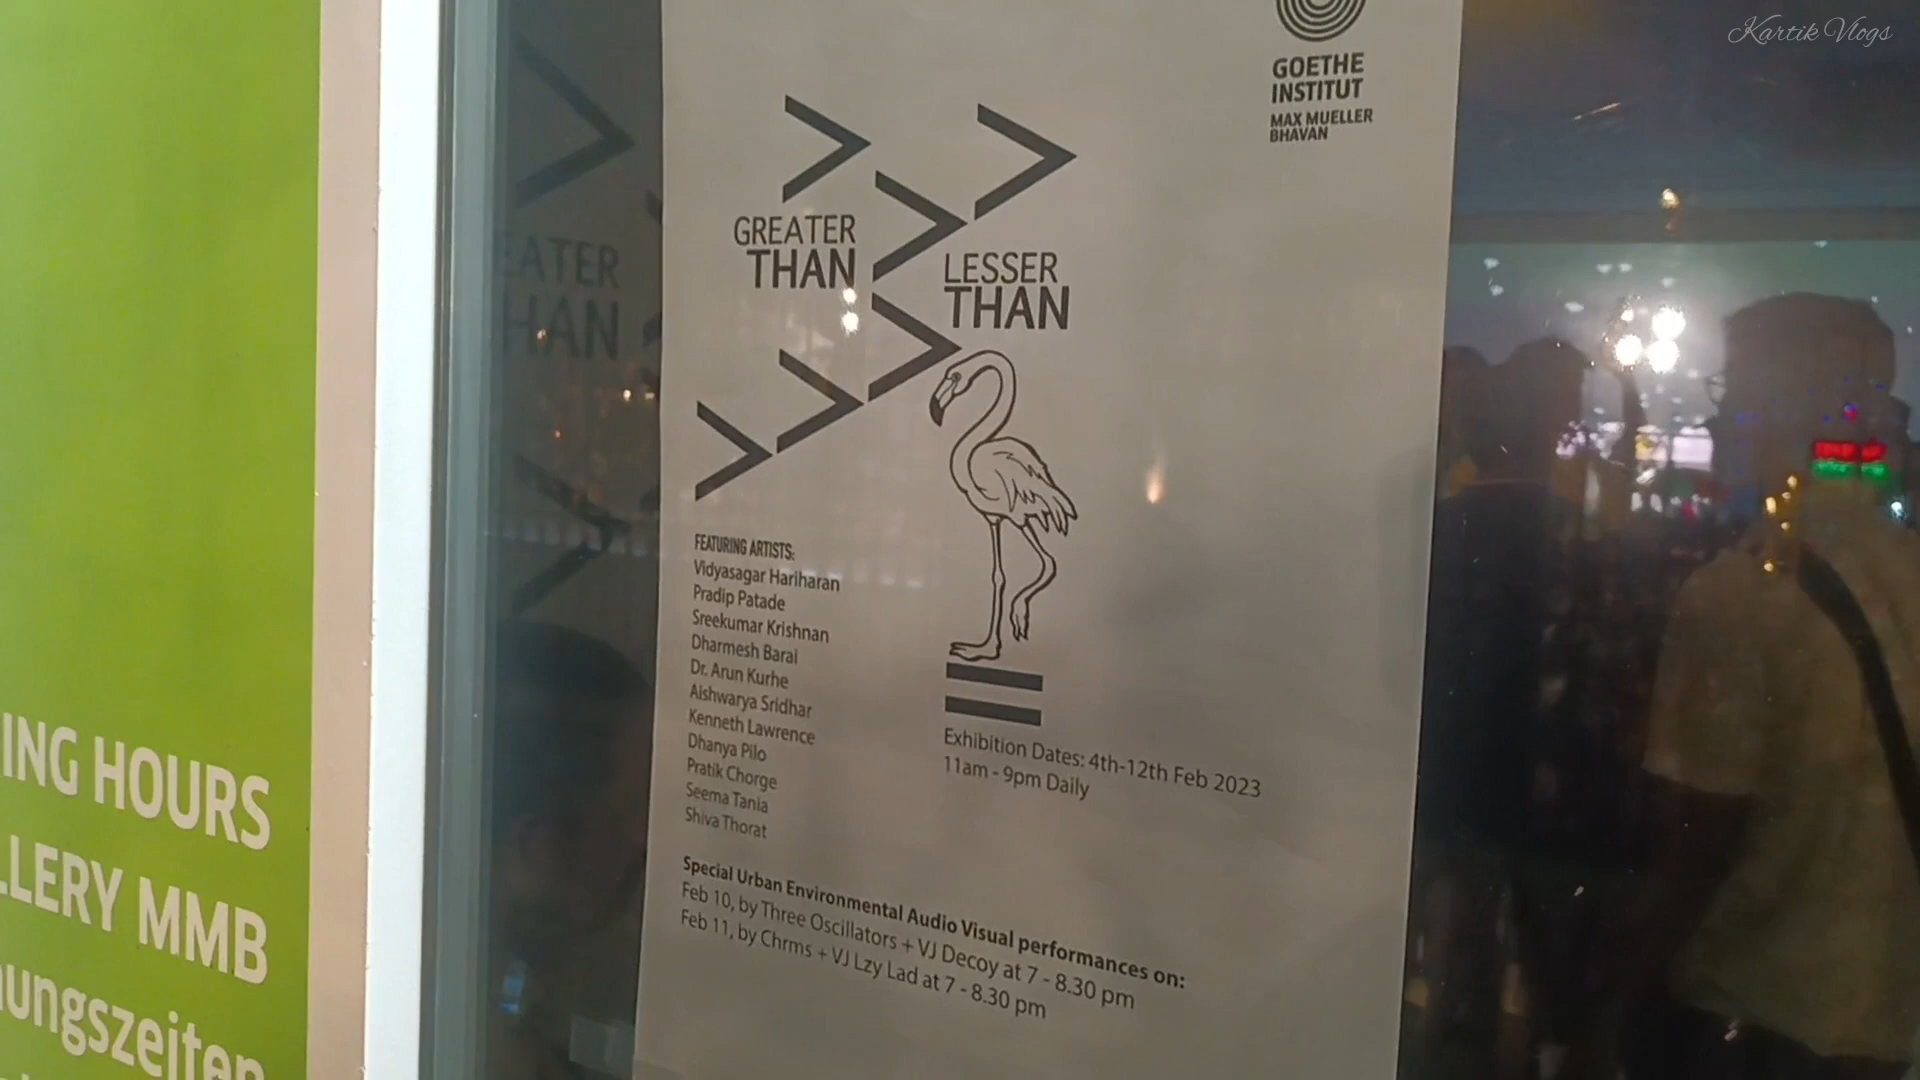 Kartik Vlogs
GOETHE
INSTITUT
MAX MUELLER
BHAVAN
GREATER
THAN
LESSER
THAN
FEATURING ARTISTS:
Vidyasagar Hariharan
Pradip Patade
Sreekumar Krishnan
Dharmesh Barai
Dr. Arun Kurhe
Aishwarya Sridhar
Kenneth Lawrence
Dhanya Pilo
Pratik Chorge
Seema Tania
Shiva Thorat
Exhibition Dates: 4th-12th Feb 2023
11am - 9pm Daily
Special Urban Environmental Audio Visual performances on:
Feb 10, by Three Oscillators + VJ Decoy at 7 - 8.30 pm
Feb 11, by Chrms + VJ Lzy Lad at 7 - 8.30 pm
ING HOURS
LLERY MMB
nungszeiten
EATER
HAN